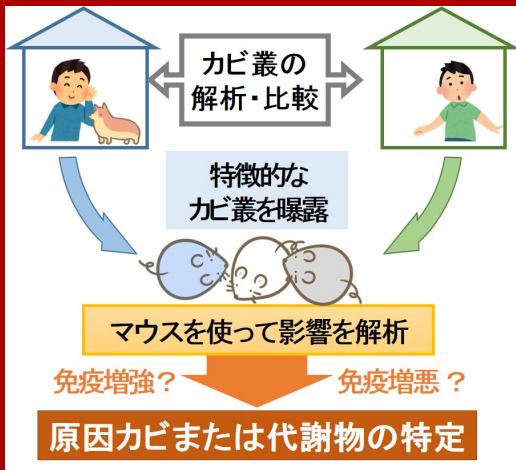 カビ叢の
解析・比較
特徴的な
カビ叢を曝露
マウスを使って影響を解析
免疫増強？
免疫増悪？
原因カビまたは代謝物の特定